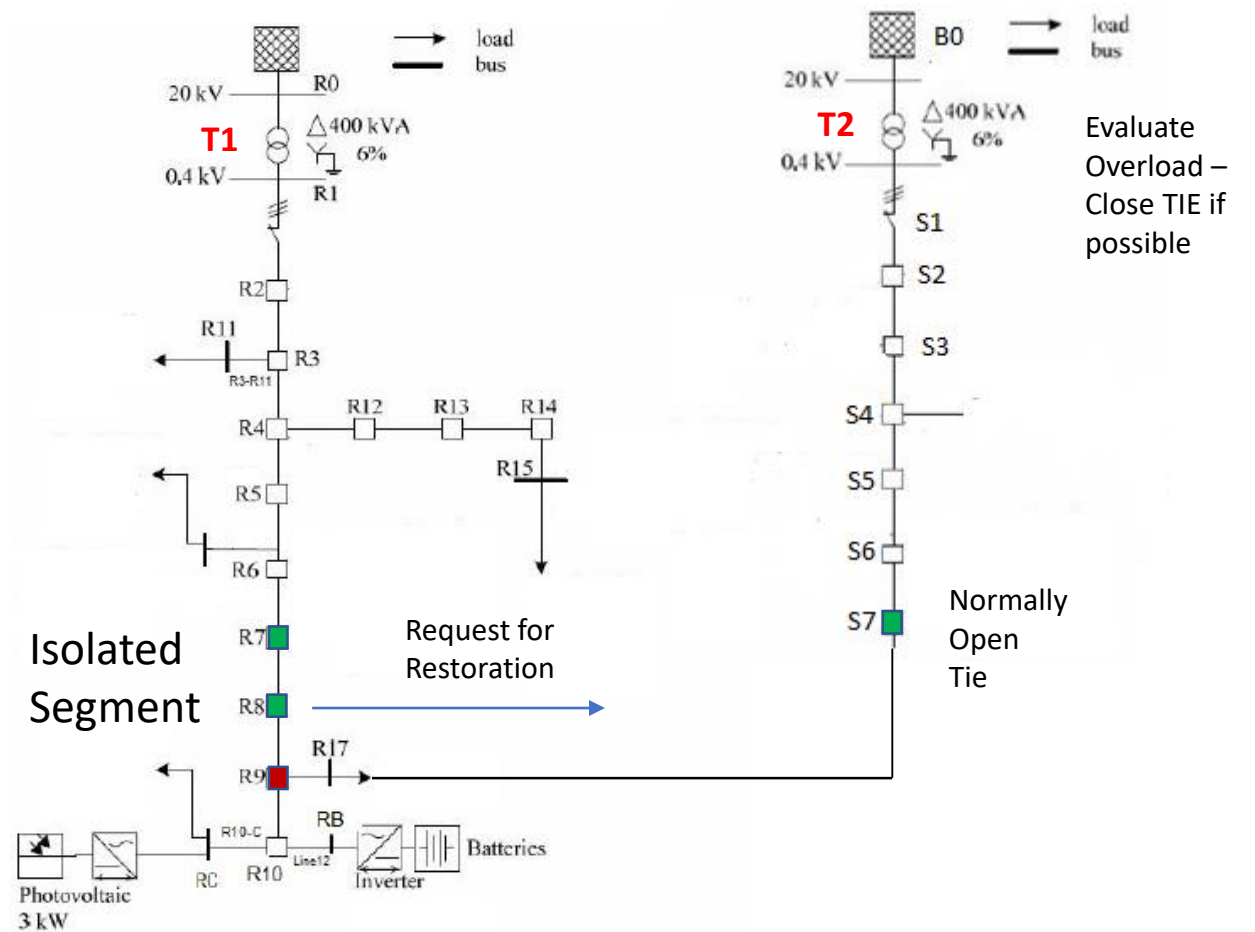 load
bus
R0
20 kV
T1
400 kVA
6%
0,4 kV
R1
R2
R11
R3
R3-R11
R4
R12
R13
R14
R15
R5
R6
R7
R8
Isolated
Segment
Request for
Restoration
R9
R17
R10-C
RB
Line12
RC
R10
Inverter
Batteries
Photovoltaic
3 kW
B0
load
bus
20 kV
T2
400 kVA
6%
0,4 kV
Evaluate
Overload –
Close TIE if
possible
S1
S2
S3
S4
S5
S6
S7
Normally
Open
Tie